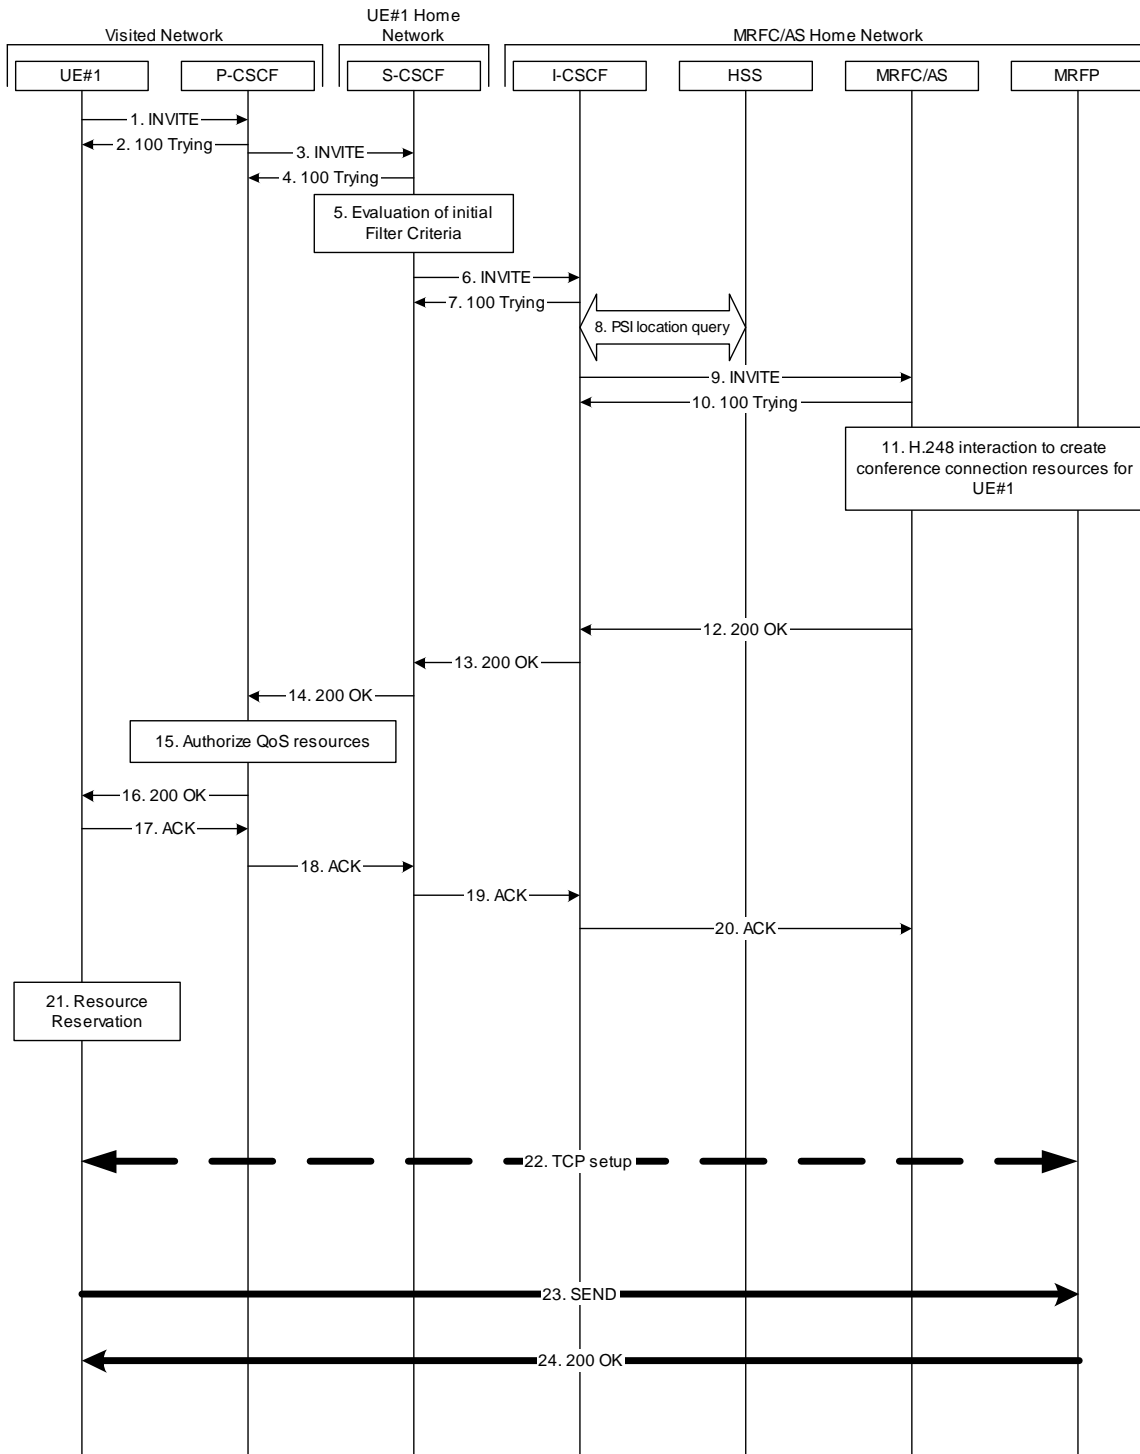 UE#1 Home
Network
Visited Network
MRFC/AS Home Network
UE#1
P-CSCF
S-CSCF
I-CSCF
HSS
MRFC/AS
MRFP
1. INVITE
2. 100 Trying
3. INVITE
4. 100 Trying
5. Evaluation of initial
Filter Criteria
6. INVITE
7. 100 Trying
8. PSI location query
9. INVITE
10. 100 Trying
11. H.248 interaction to create
conference connection resources for
UE#1
12. 200 OK
13. 200 OK
14. 200 OK
15. Authorize QoS resources
16. 200 OK
17. ACK
18. ACK
19. ACK
20. ACK
21. Resource
Reservation
22. TCP setup
23. SEND
24. 200 OK